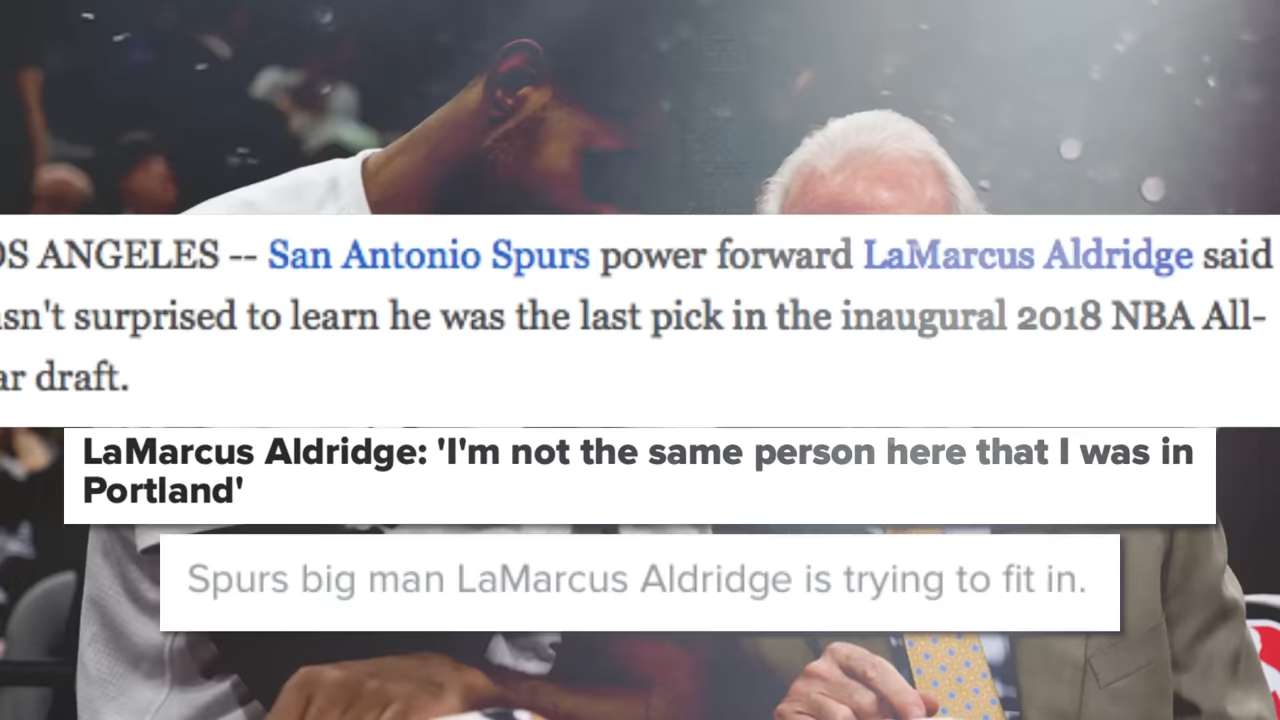 OS ANGELES -- San Antonio Spurs power forward LaMarcus Aldridge said
asn't surprised to learn he was the last pick in the inaugural 2018 NBA All-
ar draft.
LaMarcus Aldridge: 'I'm not the same person here that I was in
Portland'
Spurs big man LaMarcus Aldridge is trying to fit in.